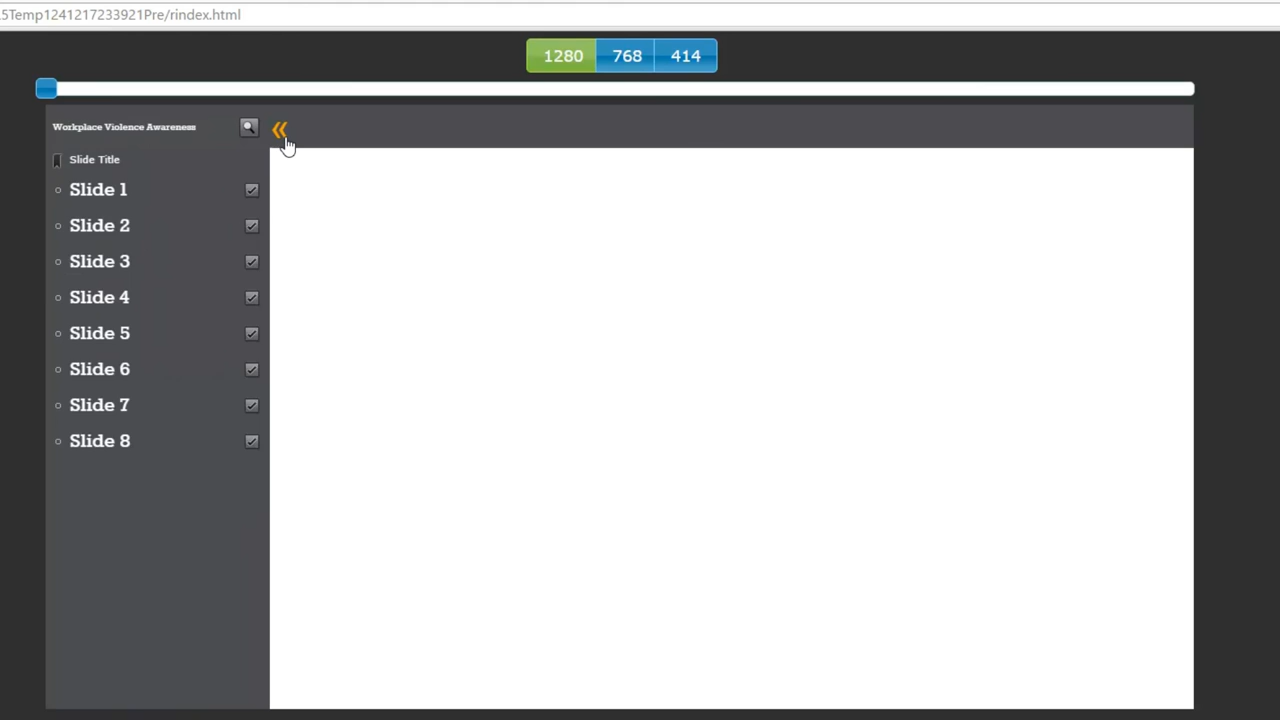 5Temp1241217233921Pre/rindex.html
1280 768 414
Workplace Violence Awareness
Slide Title
Slide 1
Slide 2
Slide 3
Slide 4
Slide 5
Slide 6
Slide 7
Slide 8